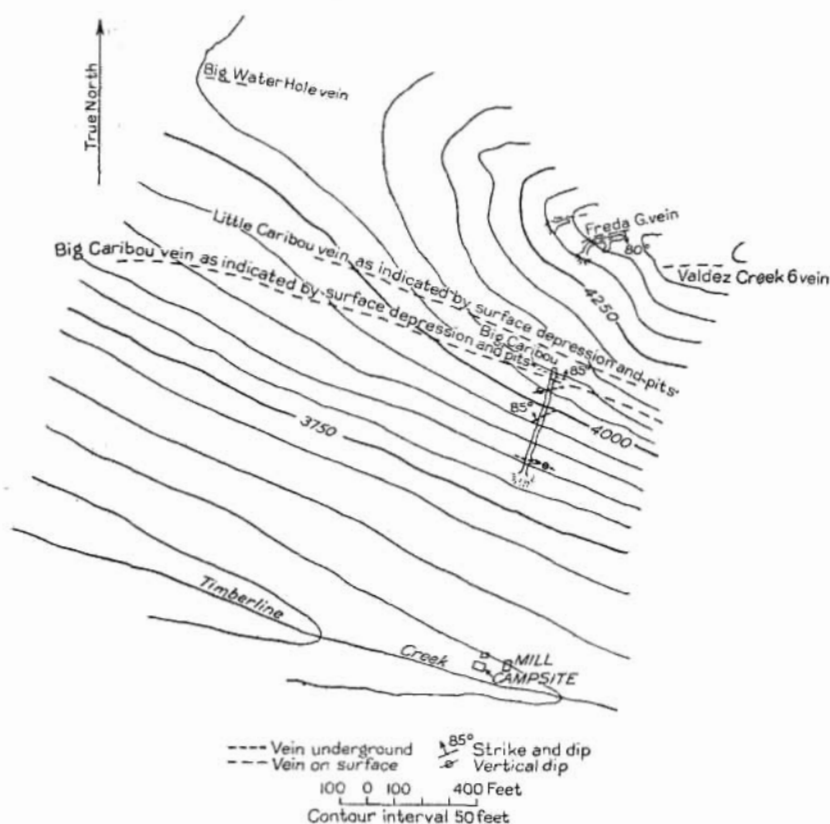 True North
Big Water Hole vein
Freda G. vein
80°
Valdez Creek 6 vein
Little Caribou vein as indicated by surface depression and pits
Big Caribou vein as indicated by surface depression and pits
4250
Big Caribou
85°
85°
4000
3750
Timberline
Creek
MILL
CAMPSITE
Vein underground
85° Strike and dip
Vein on surface
Vertical dip
100 0 100 400 Feet
Contour interval 50 feet